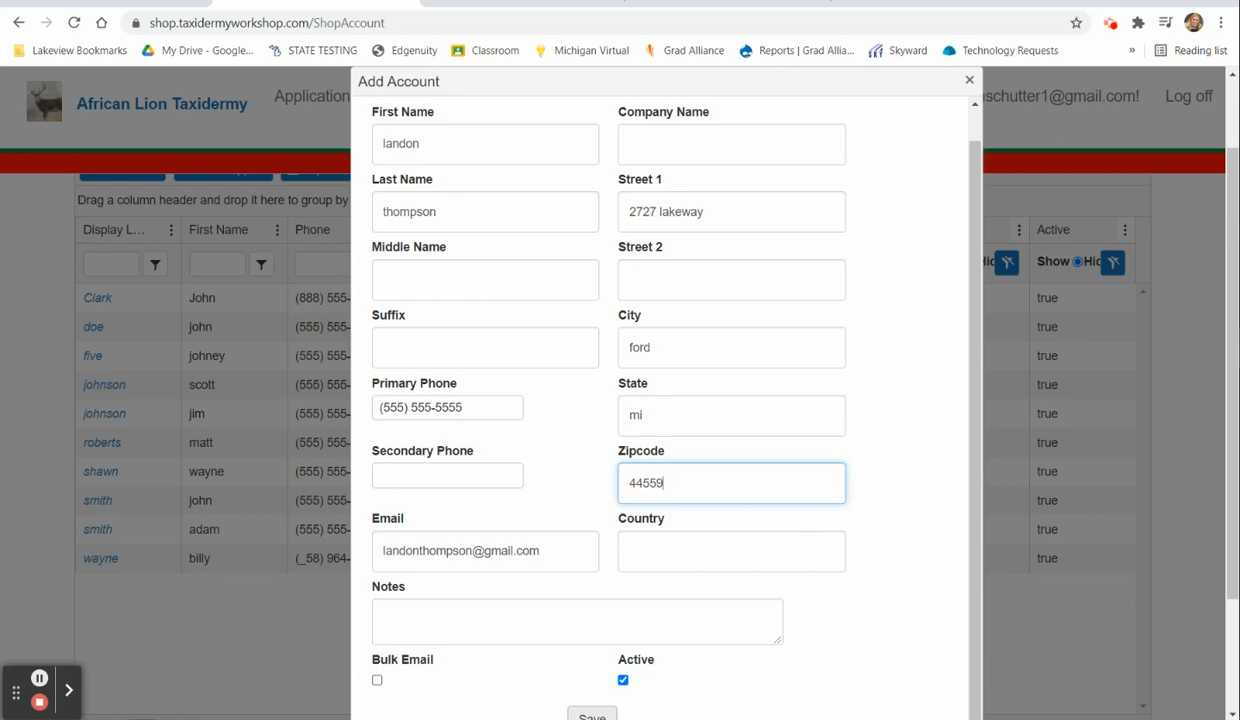 shop.taxidermyworkshop.com/ShopAccount
Lakeview Bookmarks My Drive - Google... STATE TESTING Edgenuity Classroom Michigan Virtual Grad Alliance Reports | Grad Allia... Skyward Technology Requests » Reading list
African Lion Taxidermy Application schutter1@gmail.com! Log off
Add Account
First Name Company Name
landon
Last Name Street 1
thompson 2727 lakeway
Middle Name Street 2
Suffix City
ford
Primary Phone State
(555) 555-5555 mi
Secondary Phone Zipcode
44559
Email Country
landonthompson@gmail.com
Notes
Bulk Email Active
Save
Drag a column header and drop it here to group by
Display L... First Name Phone Active
Show Hid
Clark John (888) 555- true
doe john (555) 555- true
five johney (555) 555- true
johnson scott (555) 555- true
johnson jim (555) 555- true
roberts matt (555) 555- true
shawn wayne (555) 555- true
smith john (555) 555- true
smith adam (555) 555- true
wayne billy (_58) 964- true